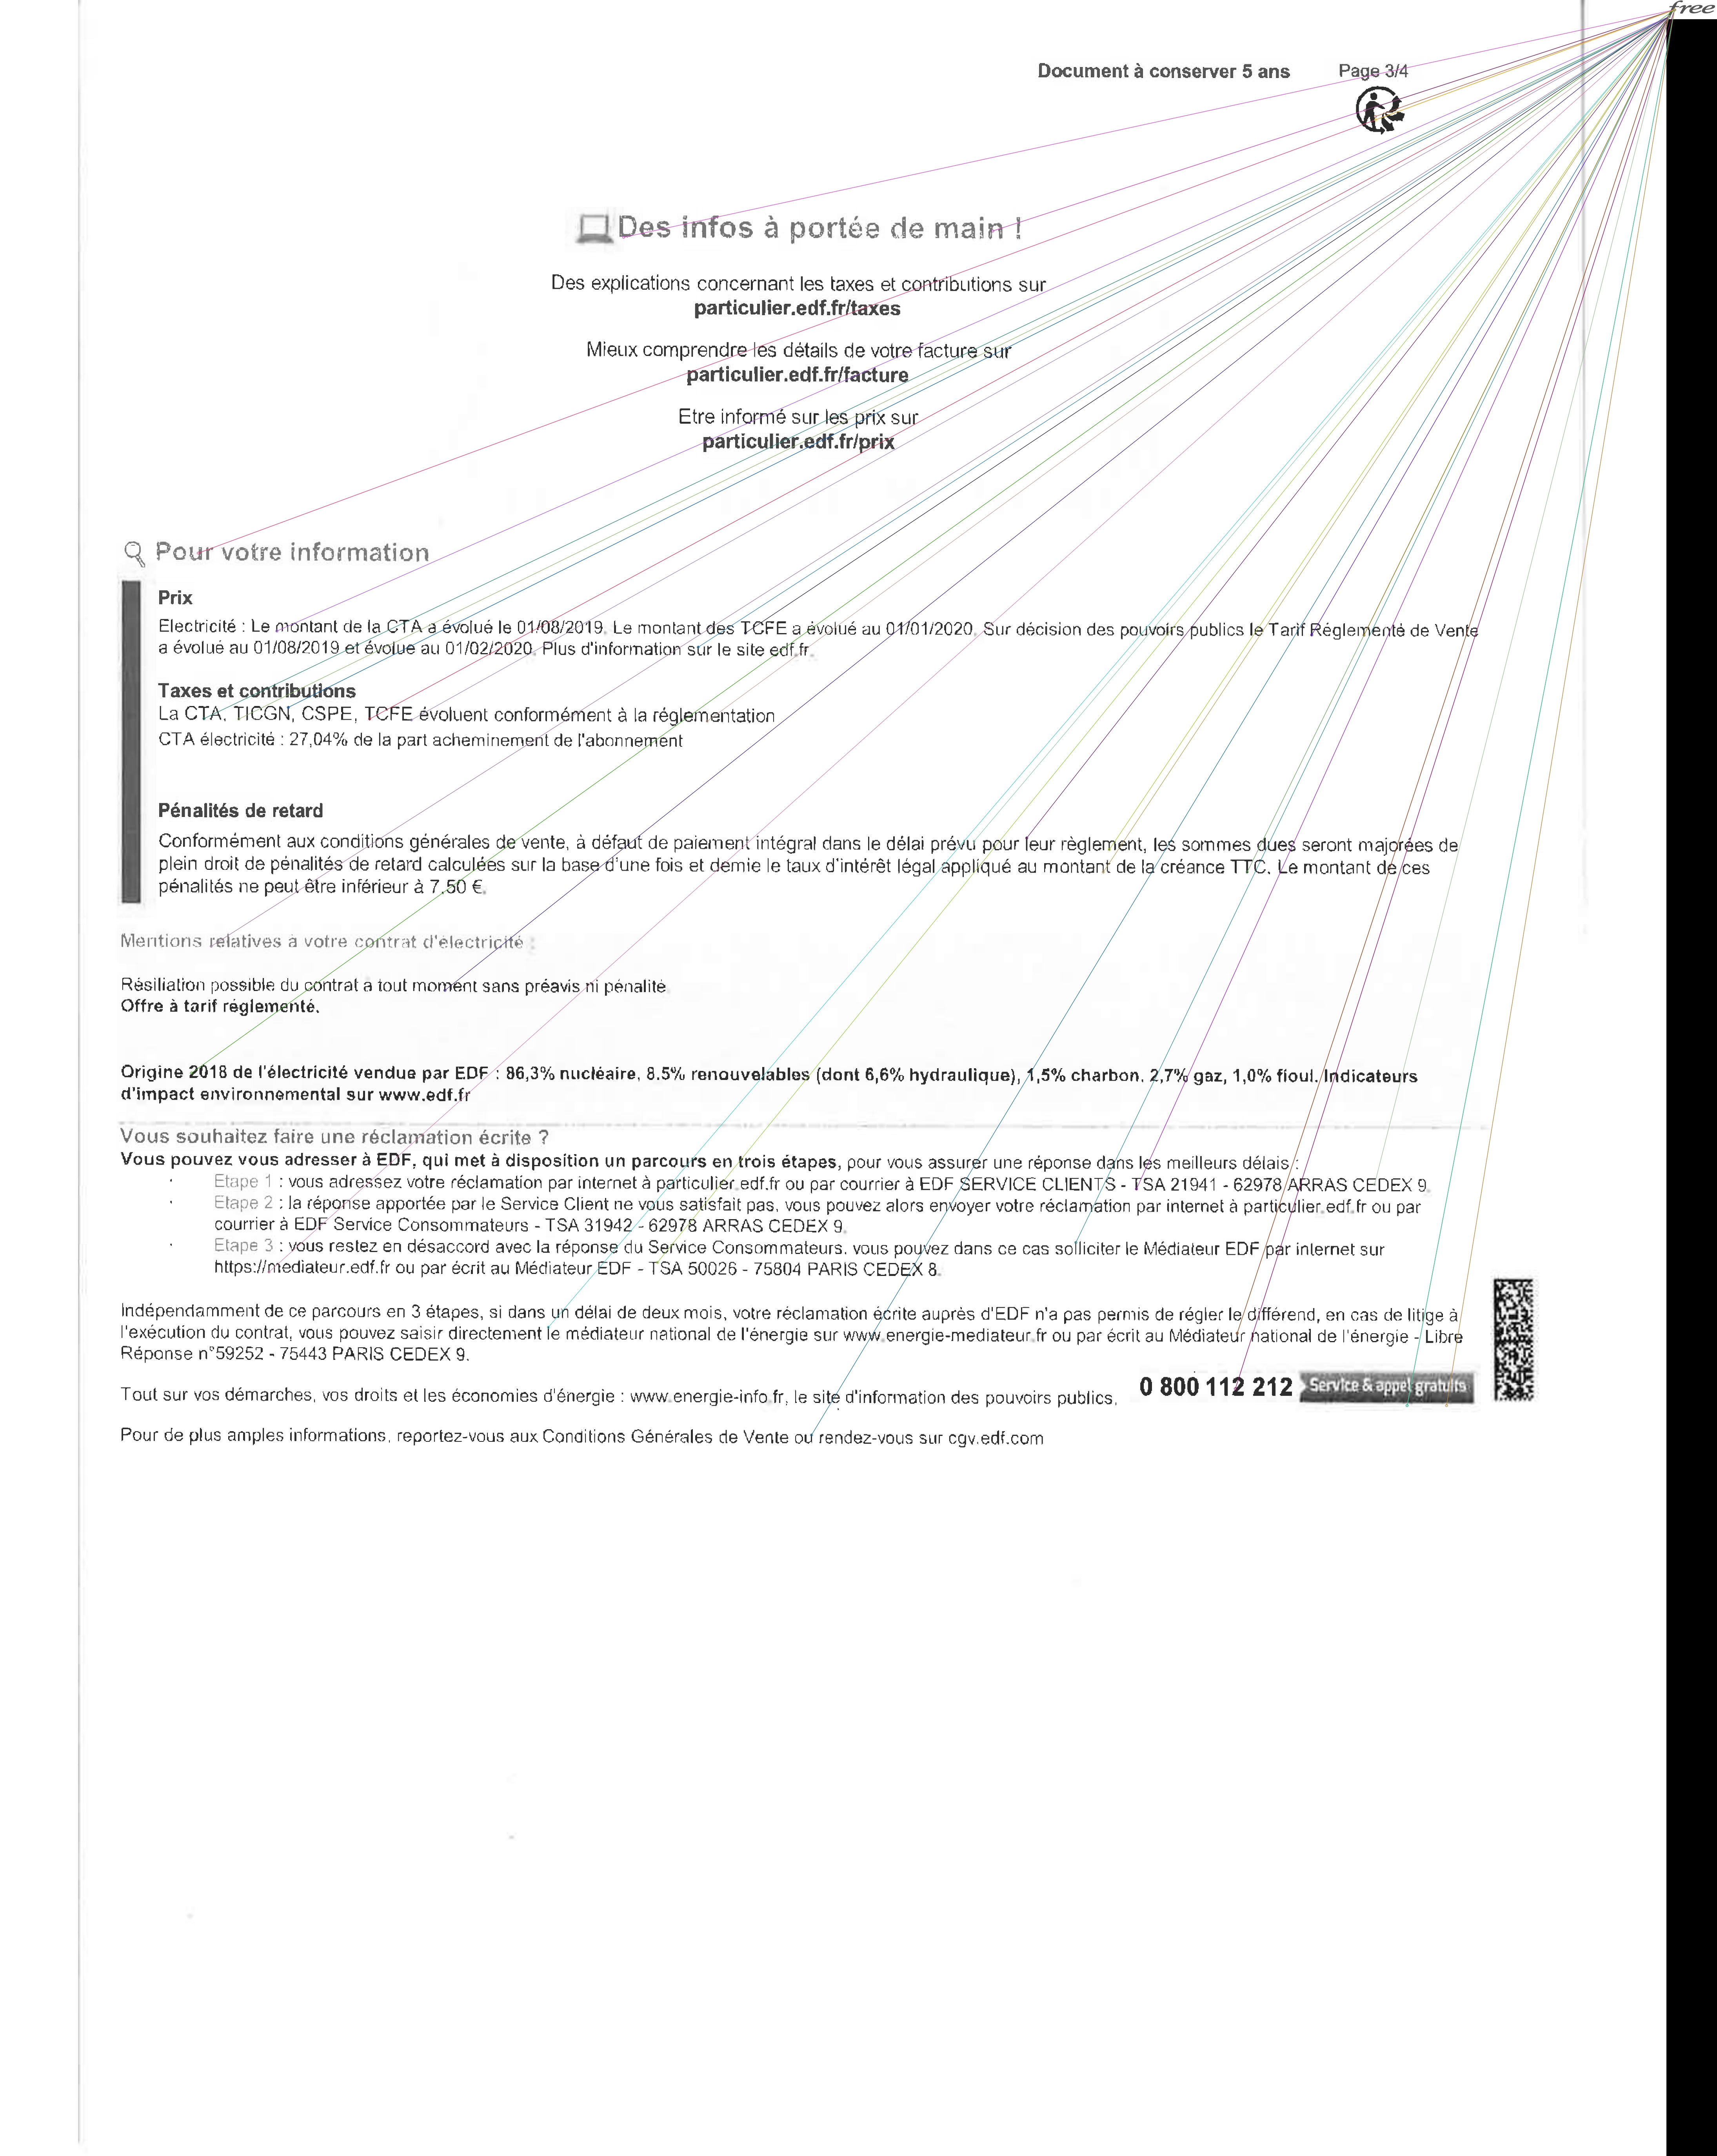 free
Document à conserver 5 ans Page 3/4
Des infos à portée de main !
Des explications concernant les taxes et contributions sur
particulier.edf.fr/taxes
Mieux comprendre les détails de votre facture sur
particulier.edf.fr/facture
Etre informé sur les prix sur
particulier.edf.fr/prix
Pour votre information
Prix
Electricité : Le montant de la CTA a évolué le 01/08/2019. Le montant des TCFE a évolué au 01/01/2020. Sur décision des pouvoirs publics le Tarif Réglementé de Vente
a évolué au 01/08/2019 et évolue au 01/02/2020. Plus d'information sur le site edf.fr.
Taxes et contributions
La CTA, TICGN, CSPE, TCFE évoluent conformément à la réglementation
CTA électricité : 27,04% de la part acheminement de l'abonnement
Pénalités de retard
Conformément aux conditions générales de vente, à défaut de paiement intégral dans le délai prévu pour leur règlement, les sommes dues seront majorées de
plein droit de pénalités de retard calculées sur la base d'une fois et demie le taux d'intérêt légal appliqué au montant de la créance TTC. Le montant de ces
pénalités ne peut être inférieur à 7.50 €.
Mentions relatives à votre contrat d'électricité :
Résiliation possible du contrat à tout moment sans préavis ni pénalité.
Offre à tarif réglementé.
Origine 2018 de l'électricité vendue par EDF : 86,3% nucléaire, 8.5% renouvelables (dont 6,6% hydraulique), 1,5% charbon, 2,7% gaz, 1,0% fioul. Indicateurs
d'impact environnemental sur www.edf.fr
Vous souhaitez faire une réclamation écrite ?
Vous pouvez vous adresser à EDF, qui met à disposition un parcours en trois étapes, pour vous assurer une réponse dans les meilleurs délais :
· Etape 1 : vous adressez votre réclamation par internet à particulier.edf.fr ou par courrier à EDF SERVICE CLIENTS - TSA 21941 - 62978 ARRAS CEDEX 9.
· Etape 2 : la réponse apportée par le Service Client ne vous satisfait pas, vous pouvez alors envoyer votre réclamation par internet à particulier.edf.fr ou par
courrier à EDF Service Consommateurs - TSA 31942 - 62978 ARRAS CEDEX 9.
· Etape 3 : vous restez en désaccord avec la réponse du Service Consommateurs, vous pouvez dans ce cas solliciter le Médiateur EDF par internet sur
https://mediateur.edf.fr ou par écrit au Médiateur EDF - TSA 50026 - 75804 PARIS CEDEX 8.
Indépendamment de ce parcours en 3 étapes, si dans un délai de deux mois, votre réclamation écrite auprès d'EDF n'a pas permis de régler le différend, en cas de litige à
l'exécution du contrat, vous pouvez saisir directement le médiateur national de l'énergie sur www.energie-mediateur.fr ou par écrit au Médiateur national de l'énergie - Libre
Réponse n°59252 - 75443 PARIS CEDEX 9.
Tout sur vos démarches, vos droits et les économies d'énergie : www.energie-info.fr, le site d'information des pouvoirs publics. 0 800 112 212 Service & appel gratuits
Pour de plus amples informations, reportez-vous aux Conditions Générales de Vente ou rendez-vous sur cgv.edf.com